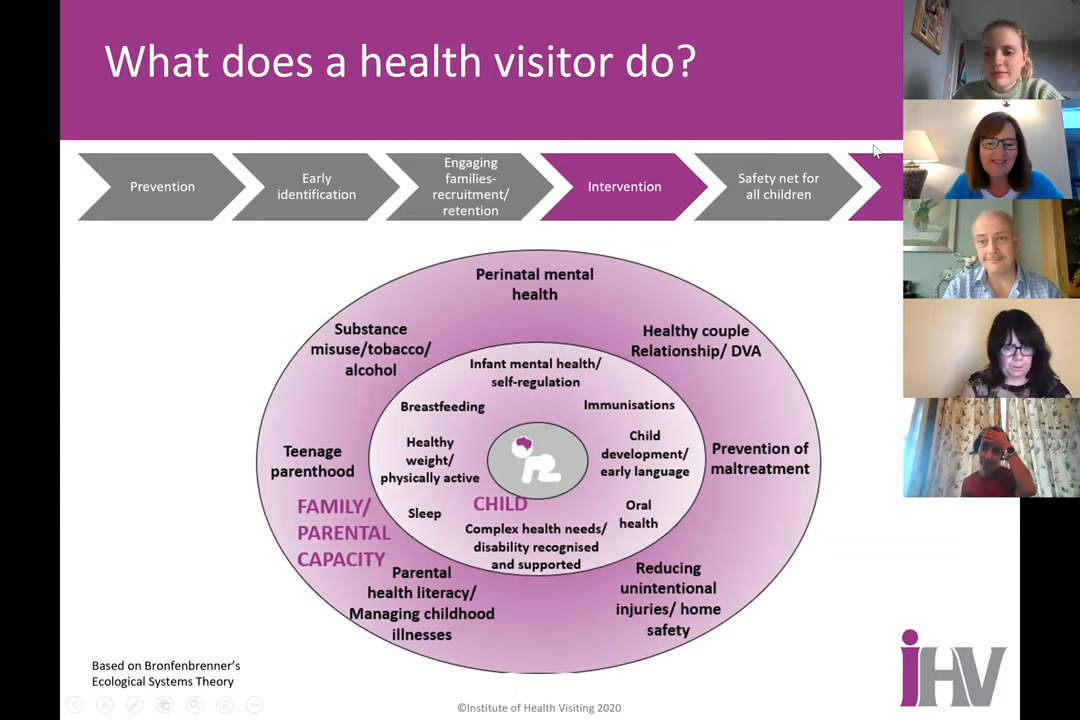 What does a health visitor do?
Prevention
Early
identification
Engaging
families-
recruitment/
retention
Intervention
Safety net for
all children
Perinatal mental
health
Substance
misuse/tobacco/
alcohol
Healthy couple
Relationship/ DVA
Infant mental health/
self-regulation
Breastfeeding
Immunisations
Healthy
weight/
physically active
Child
development/
early language
Teenage
parenthood
Prevention of
maltreatment
FAMILY/
PARENTAL
CAPACITY
CHILD
Sleep
Oral
health
Complex health needs/
disability recognised
and supported
Parental
health literacy/
Managing childhood
illnesses
Reducing
unintentional
injuries/ home
safety
Based on Bronfenbrenner's
Ecological Systems Theory
©Institute of Health Visiting 2020
iHV